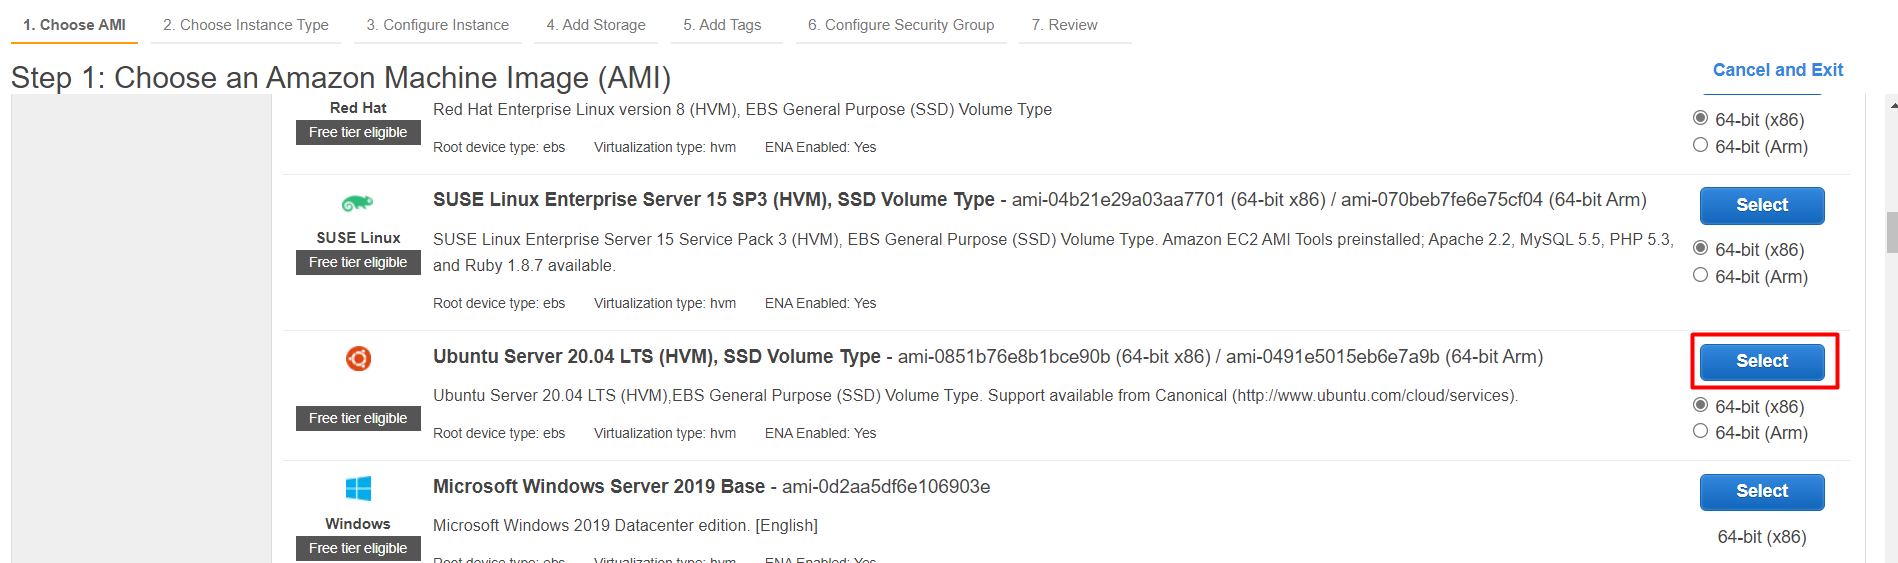 1. Choose AMI
2. Choose Instance Type
3. Configure Instance
4. Add Storage
5. Add Tags
6. Configure Security Group
7. Review
Step 1: Choose an Amazon Machine Image (AMI)
Cancel and Exit
Red Hat
Free tier eligible
Red Hat Enterprise Linux version 8 (HVM), EBS General Purpose (SSD) Volume Type
Root device type: ebs
Virtualization type: hvm
ENA Enabled: Yes
64-bit (x86)
64-bit (Arm)
SUSE Linux
Free tier eligible
SUSE Linux Enterprise Server 15 SP3 (HVM), SSD Volume Type - ami-04b21e29a03aa7701 (64-bit x86) / ami-070beb7fe6e75cf04 (64-bit Arm)
SUSE Linux Enterprise Server 15 Service Pack 3 (HVM), EBS General Purpose (SSD) Volume Type. Amazon EC2 AMI Tools preinstalled; Apache 2.2, MySQL 5.5, PHP 5.3,
and Ruby 1.8.7 available.
Root device type: ebs
Virtualization type: hvm
ENA Enabled: Yes
Select
64-bit (x86)
64-bit (Arm)
Free tier eligible
Ubuntu Server 20.04 LTS (HVM), SSD Volume Type - ami-0851b76e8b1bce90b (64-bit x86) / ami-0491e5015eb6e7a9b (64-bit Arm)
Ubuntu Server 20.04 LTS (HVM),EBS General Purpose (SSD) Volume Type. Support available from Canonical (http://www.ubuntu.com/cloud/services).
Root device type: ebs
Virtualization type: hvm
ENA Enabled: Yes
Select
64-bit (x86)
64-bit (Arm)
Windows
Free tier eligible
Microsoft Windows Server 2019 Base - ami-0d2aa5df6e106903e
Microsoft Windows 2019 Datacenter edition. [English]
Root device type: ebs
Virtualization type: hvm
ENA Enabled: Yes
Select
64-bit (x86)